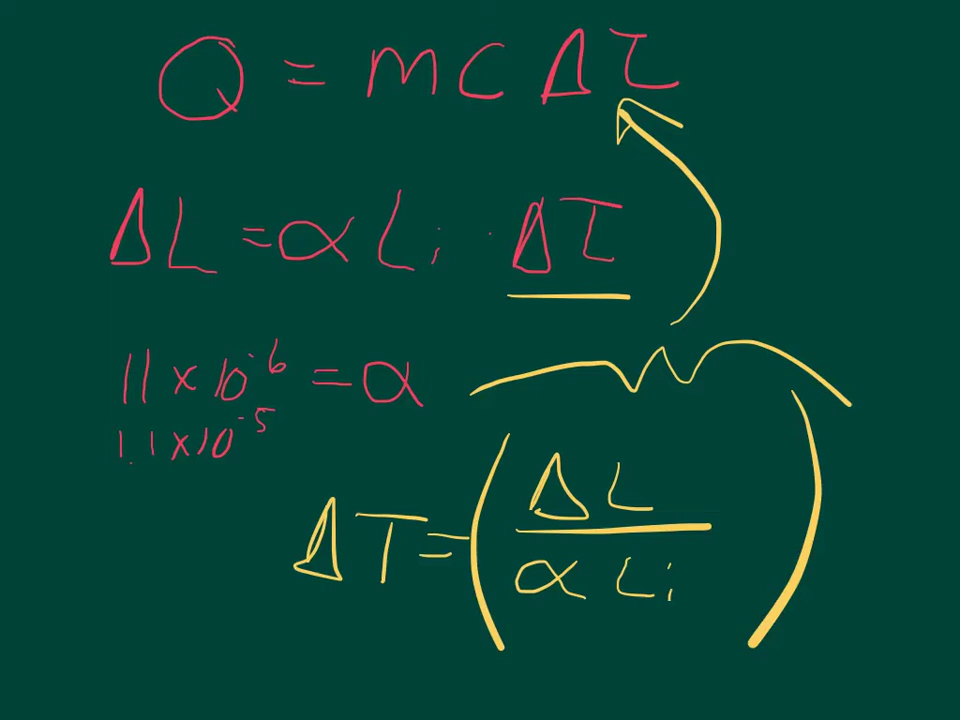 Q = mcΔT
ΔL = αLi · ΔT
11 × 10^-6 = α
1.1 × 10^-5
ΔT = (ΔL / αLi)